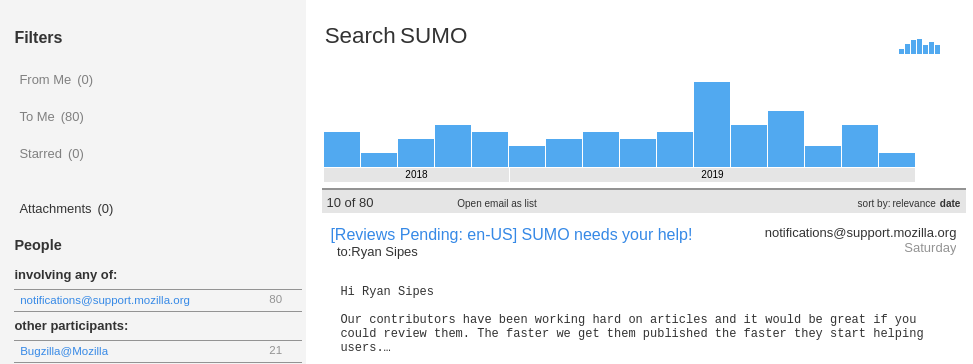 Filters
From Me (0)
To Me (80)
Starred (0)
Attachments (0)
People
involving any of:
notifications@support.mozilla.org 80
other participants:
Bugzilla@Mozilla 21
Search SUMO
2018 2019
10 of 80 Open email as list sort by: relevance date
[Reviews Pending: en-US] SUMO needs your help! notifications@support.mozilla.org
to:Ryan Sipes Saturday
Hi Ryan Sipes
Our contributors have been working hard on articles and it would be great if you
could review them. The faster we get them published the faster they start helping
users.…